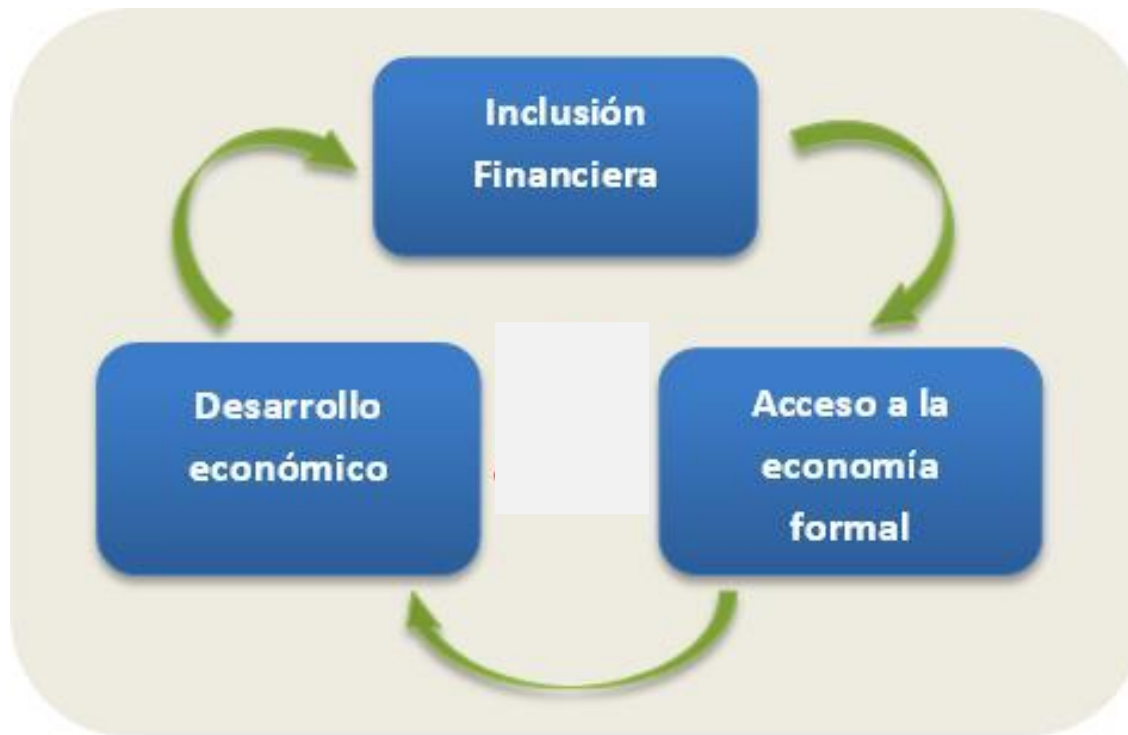 Inclusión
Financiera
Acceso a la
economía
formal
Desarrollo
económico